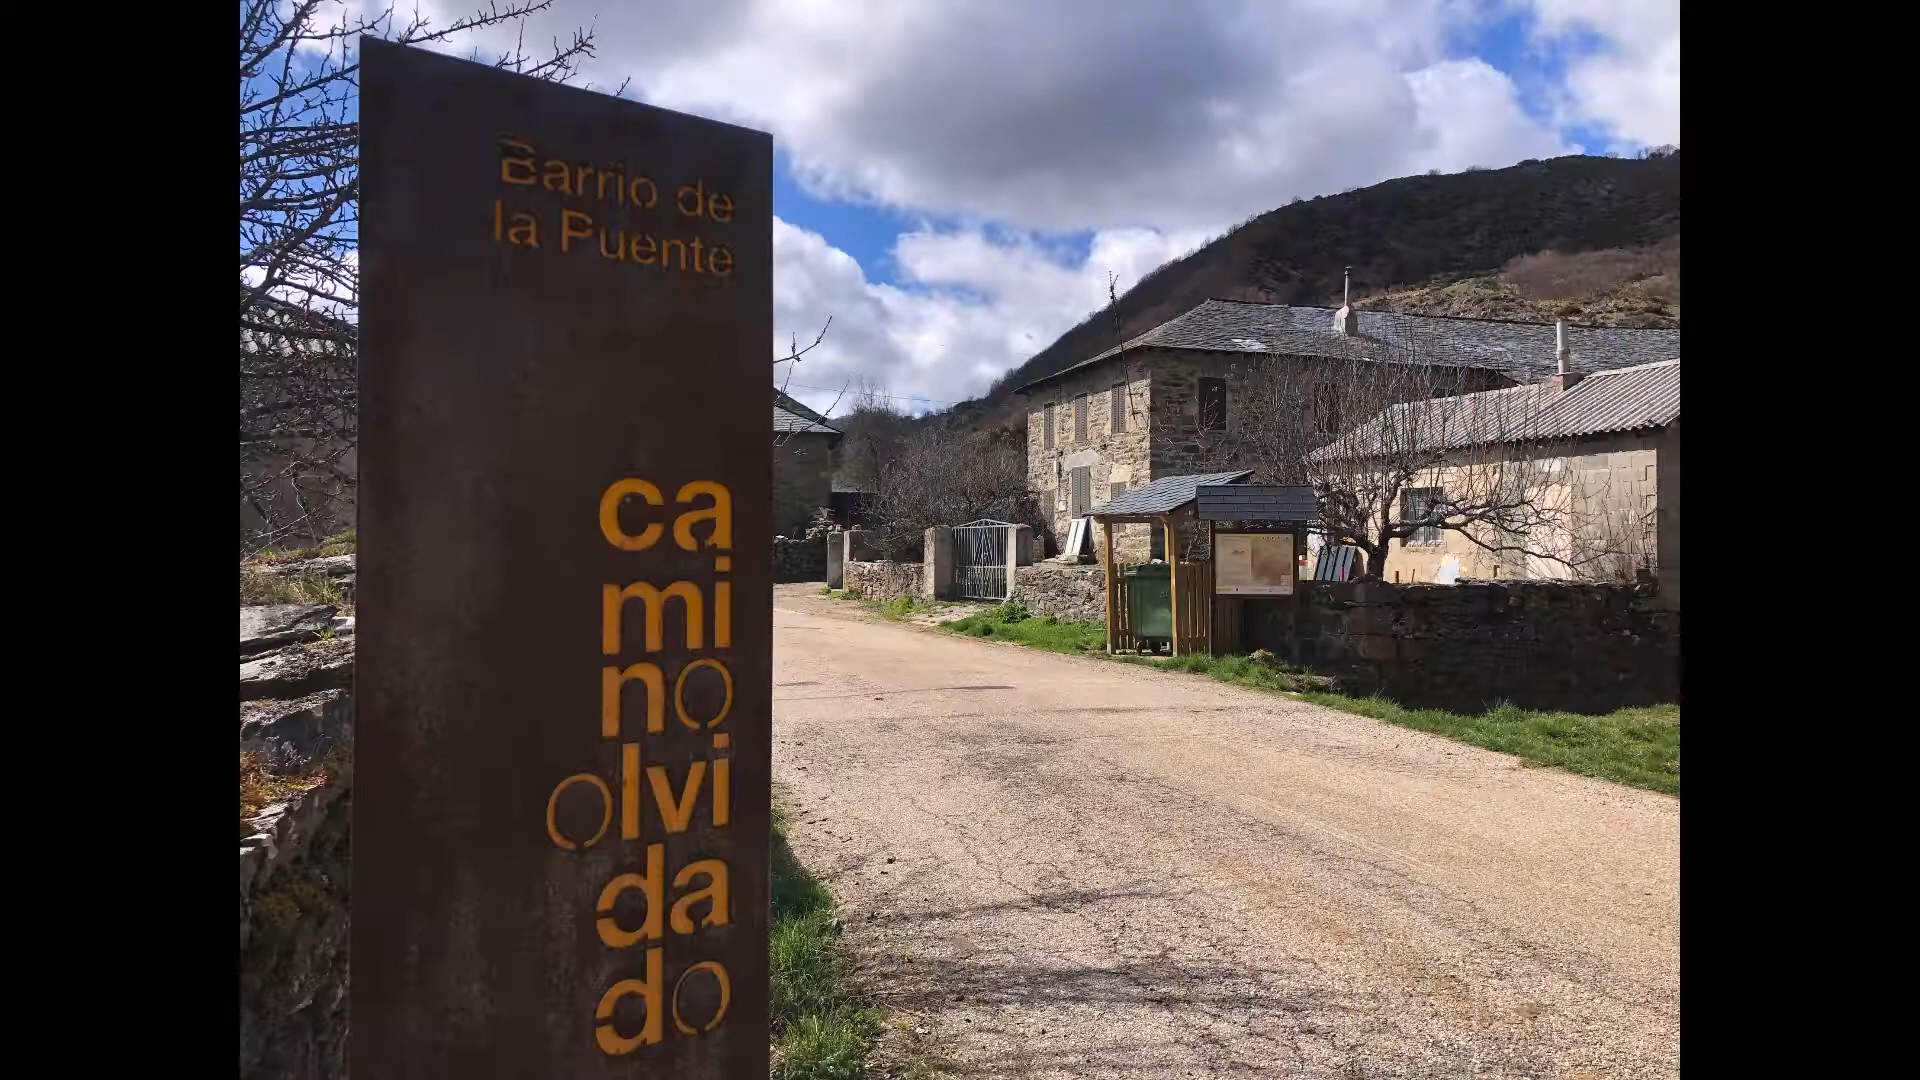 Barrio de
la Puente
ca
mi
no
olvi
da
do